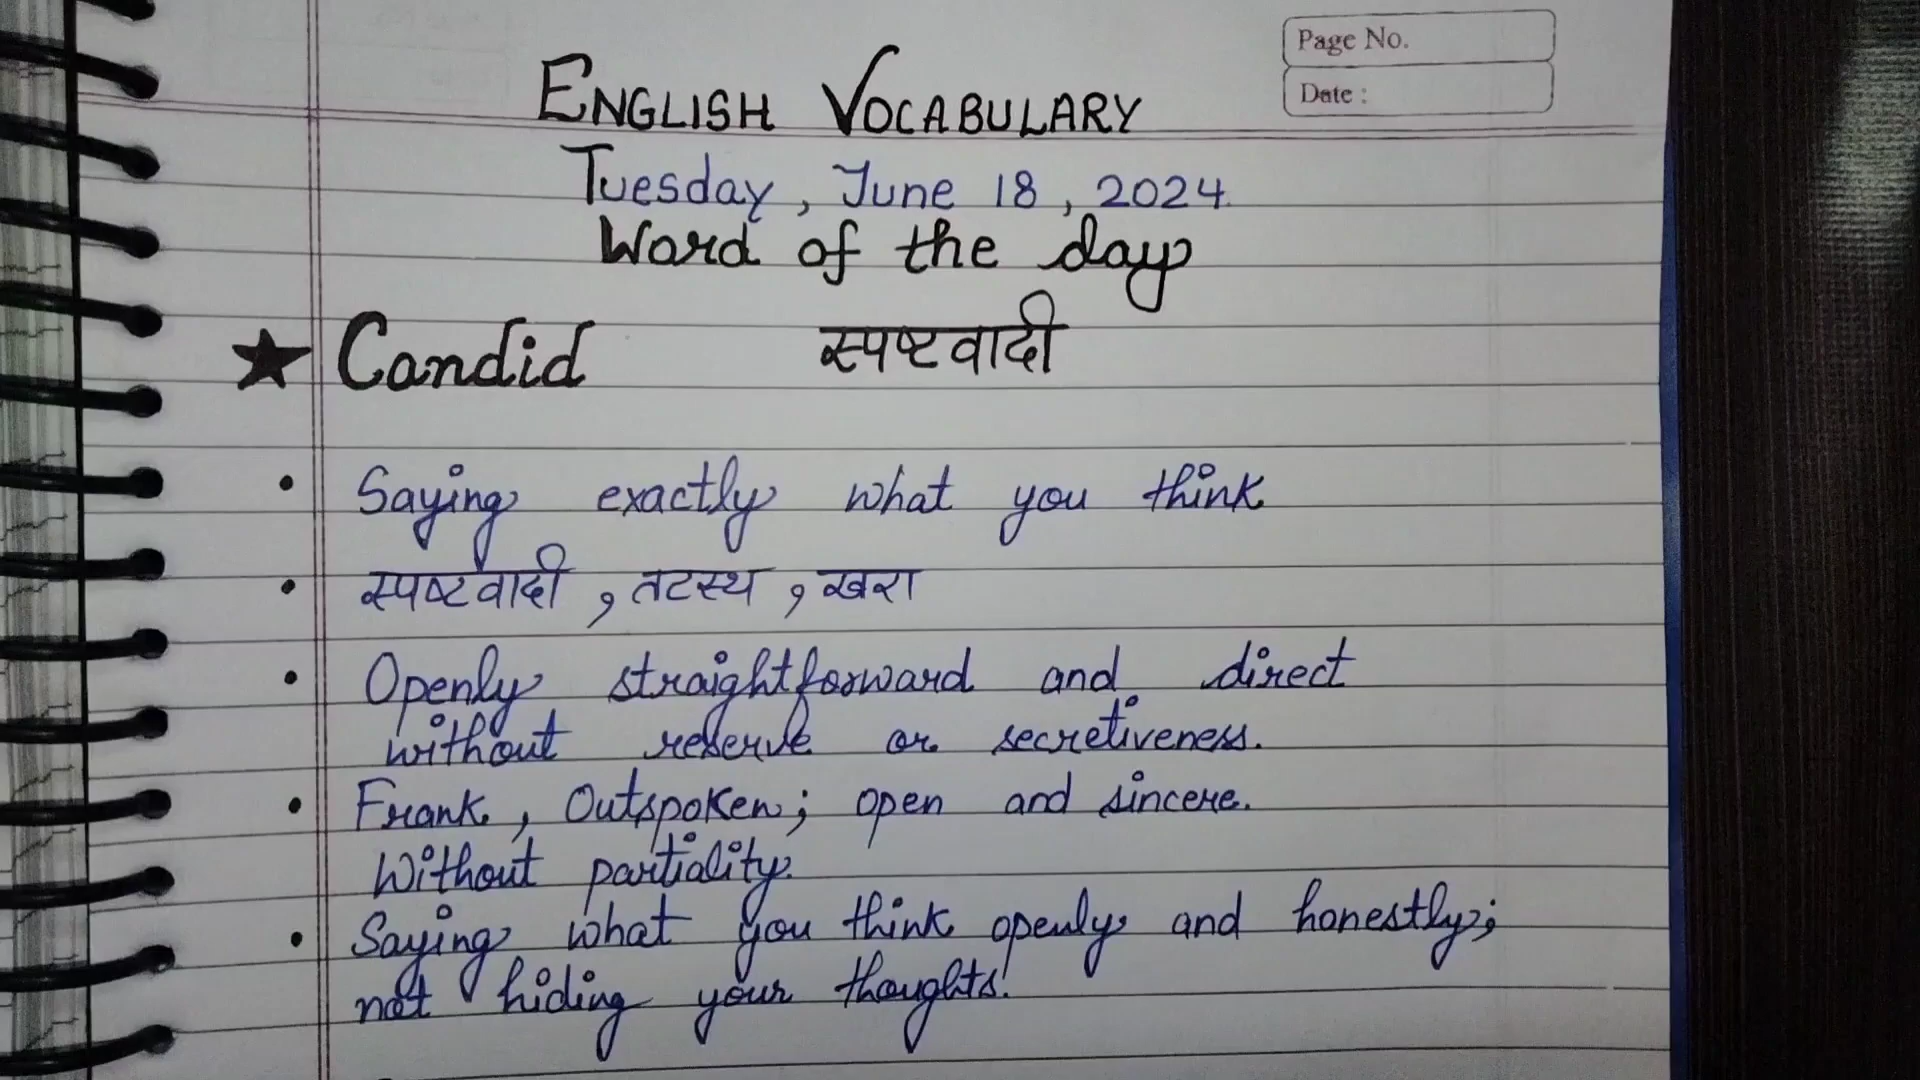 Page No.
Date :
ENGLISH VOCABULARY
Tuesday, June 18, 2024.
Word of the day
★ Candid स्पष्टवादी
• Saying exactly what you think
• स्पष्टवादी, तटस्थ, खरा
• Openly straightforward and direct
without reserve or secretiveness.
• Frank, Outspoken; open and sincere.
Without partiality.
• Saying what you think openly and honestly;
not hiding your thoughts.